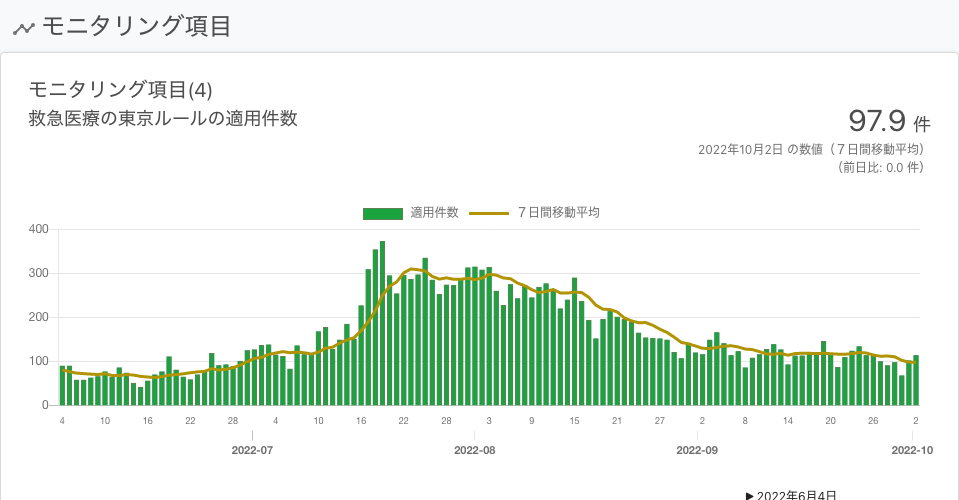 モニタリング項目
モニタリング項目(4)
救急医療の東京ルールの適用件数
97.9 件
2022年10月2日 の数値（７日間移動平均）
（前日比: 0.0 件）
適用件数 ７日間移動平均
400
300
200
100
0
4 10 16 22 28 4 10 16 22 28 3 9 15 21 27 2 8 14 20 26 2
2022-07 2022-08 2022-09 2022-10
▶ 2022年6月4日